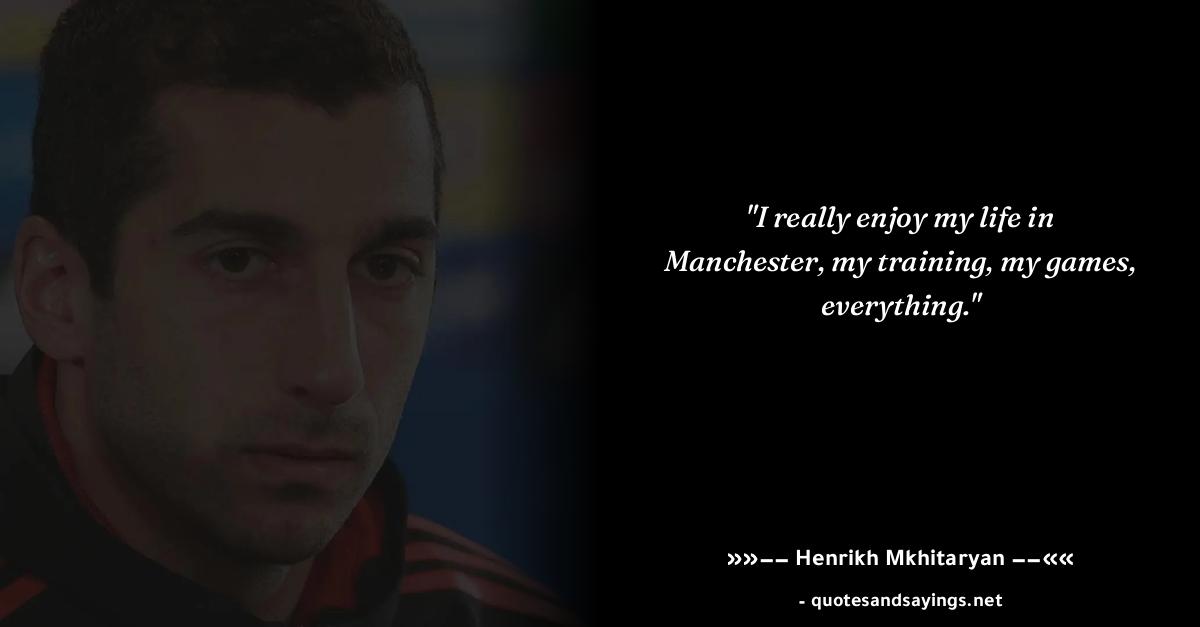 "I really enjoy my life in
Manchester, my training, my games,
everything."
»»–– Henrikh Mkhitaryan ––««
- quotesandsayings.net